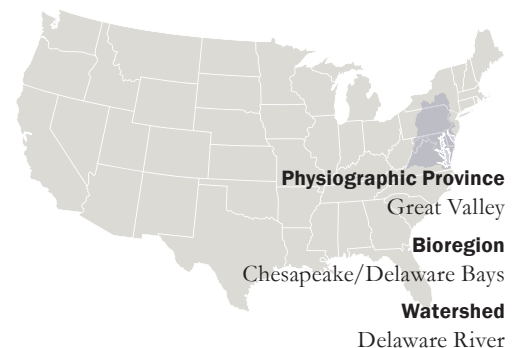 Physiographic Province
Great Valley
Bioregion
Chesapeake/Delaware Bays
Watershed
Delaware River